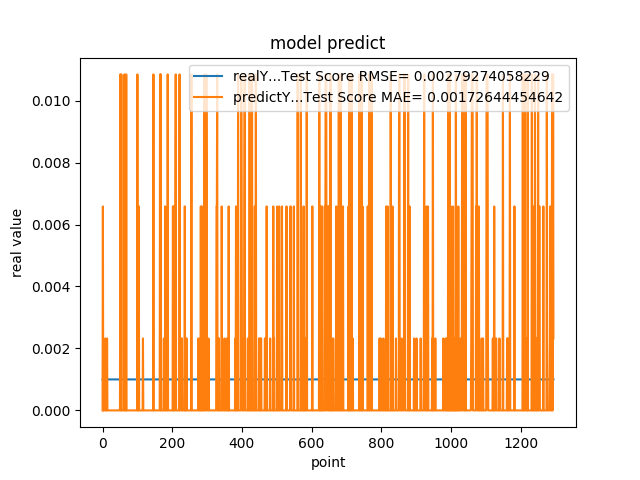 model predict
realY...Test Score RMSE= 0.00279274058229
predictY...Test Score MAE= 0.00172644454642
real value
0.010
0.008
0.006
0.004
0.002
0.000
0 200 400 600 800 1000 1200
point